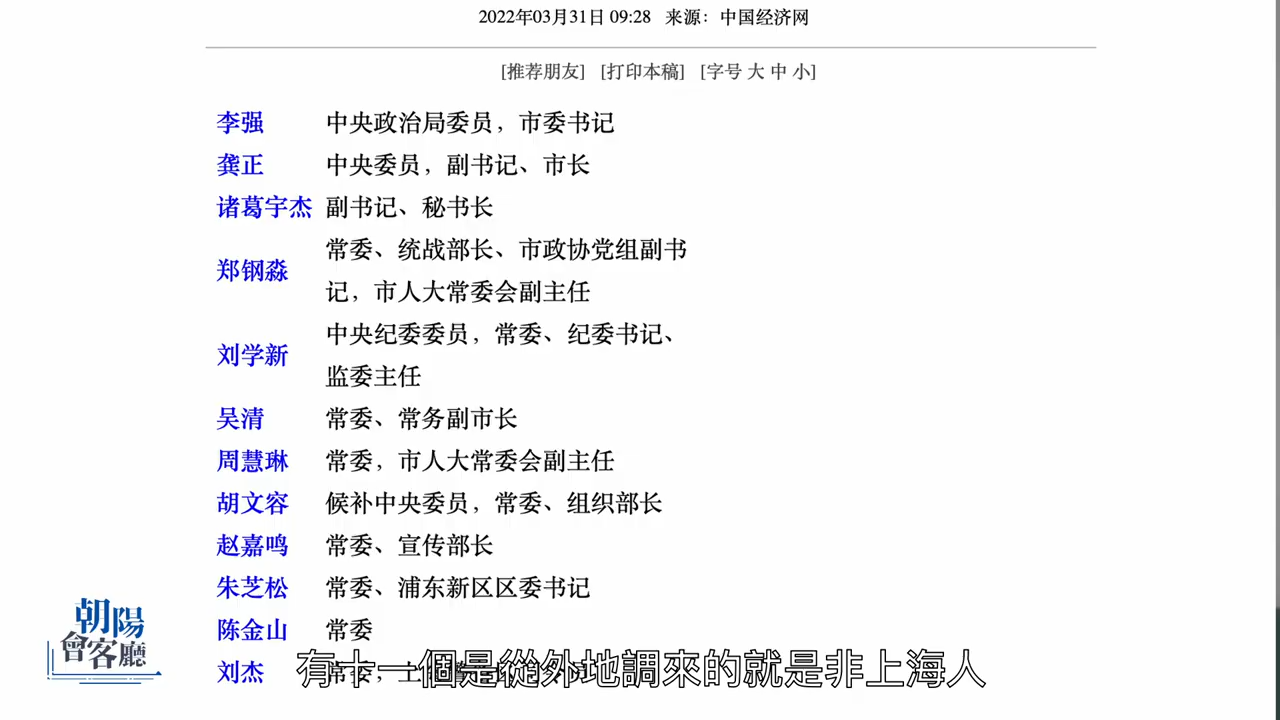 2022年03月31日 09:28 来源：中国经济网
[推荐朋友] [打印本稿] [字号 大 中 小]
李强 中央政治局委员，市委书记
龚正 中央委员，副书记、市长
诸葛宇杰 副书记、秘书长
郑钢淼 常委、统战部长、市政协党组副书
记，市人大常委会副主任
刘学新 中央纪委委员，常委、纪委书记、
监委主任
吴清 常委、常务副市长
周慧琳 常委，市人大常委会副主任
胡文容 候补中央委员，常委、组织部长
赵嘉鸣 常委、宣传部长
朱芝松 常委、浦东新区区委书记
陈金山 常委
刘杰 常委，
有十一個是從外地調來的就是非上海人
朝陽
會客廳